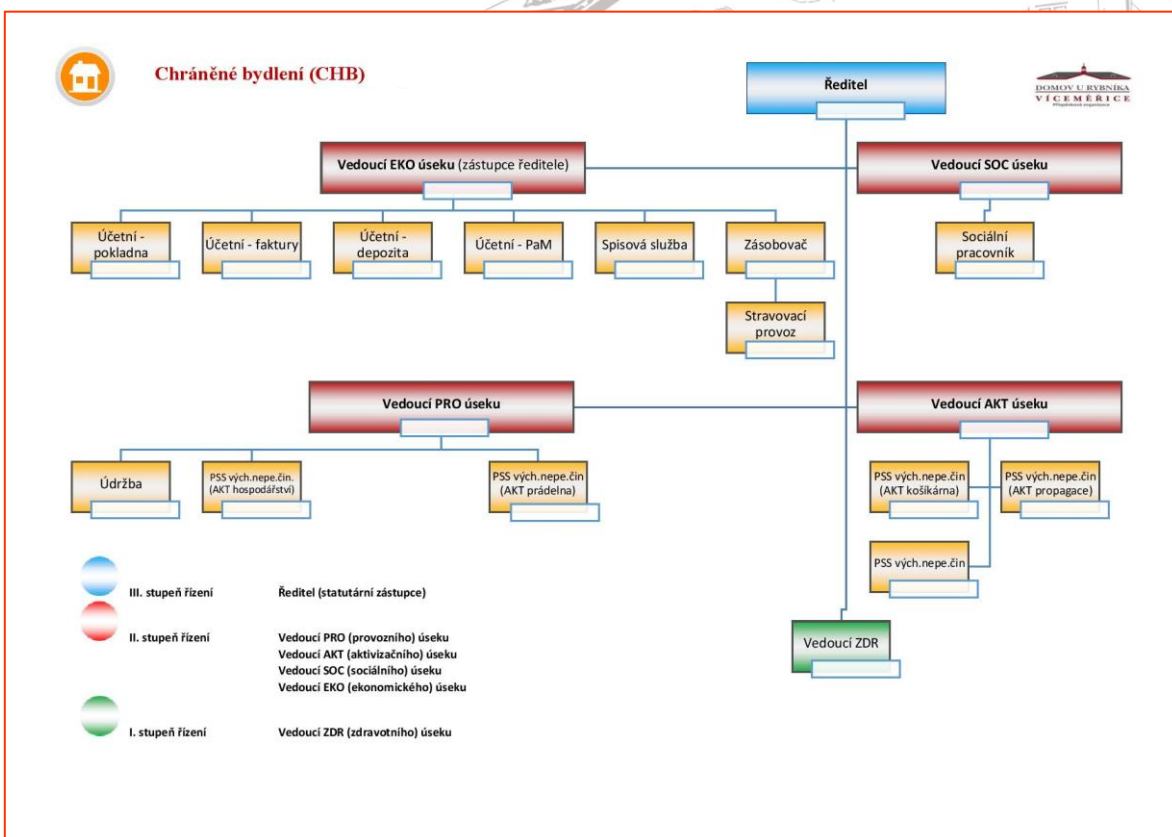 Chráněné bydlení (CHB)
Ředitel
DOMOV U RYBNÍKA
VÍCEMĚŘICE
Příspěvková organizace
Vedoucí EKO úseku (zástupce ředitele)
Vedoucí SOC úseku
Účetní -
pokladna
Účetní - faktury
Účetní -
depozita
Účetní - PaM
Spisová služba
Zásobovač
Sociální
pracovník
Stravovací
provoz
Vedoucí PRO úseku
Vedoucí AKT úseku
Údržba
PSS vých.nepe.čin.
(AKT hospodářství)
PSS vých.nepe.čin
(AKT prádelna)
PSS vých.nepe.čin
(AKT košíkárna)
PSS vých.nepe.čin
(AKT propagace)
PSS vých.nepe.čin
Vedoucí ZDR
III. stupeň řízení Ředitel (statutární zástupce)
II. stupeň řízení Vedoucí PRO (provozního) úseku
Vedoucí AKT (aktivizačního) úseku
Vedoucí SOC (sociálního) úseku
Vedoucí EKO (ekonomického) úseku
I. stupeň řízení Vedoucí ZDR (zdravotního) úseku